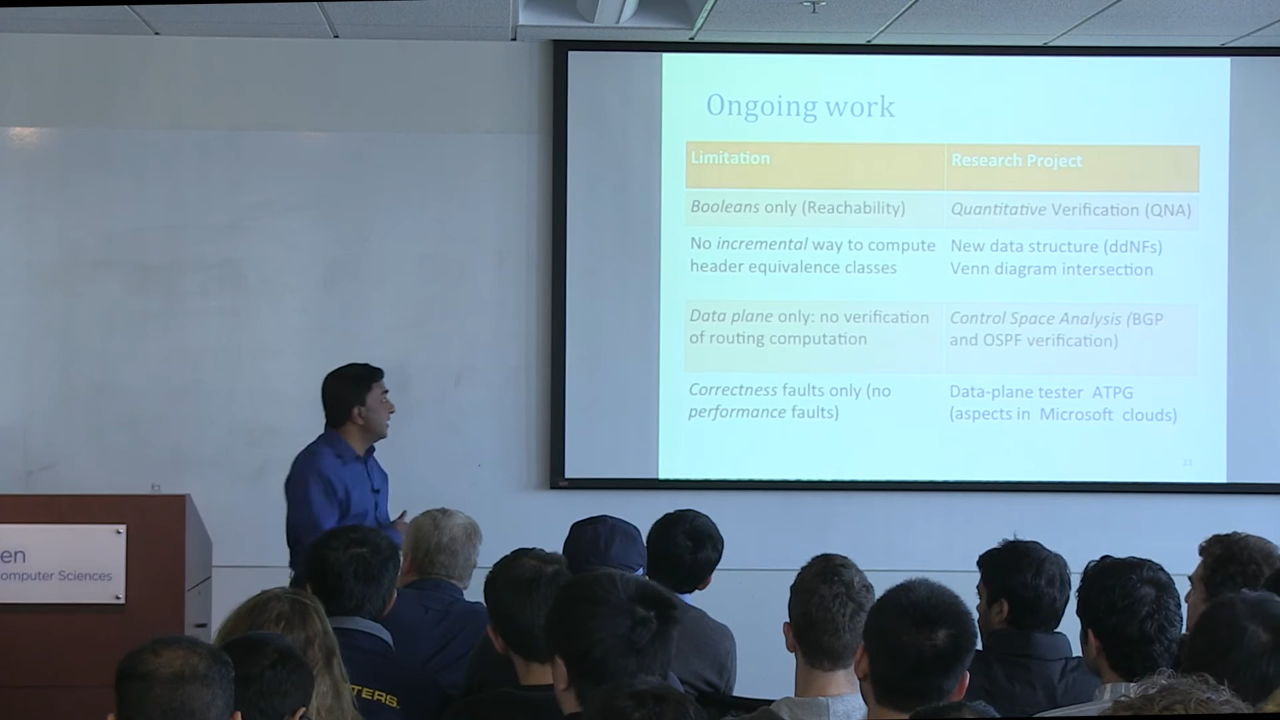 Ongoing work
Limitation
Research Project
Booleans only (Reachability)
Quantitative Verification (QNA)
No incremental way to compute
header equivalence classes
New data structure (ddNFs)
Venn diagram intersection
Data plane only: no verification
of routing computation
Control Space Analysis (BGP
and OSPF verification)
Correctness faults only (no
performance faults)
Data-plane tester ATPG
(aspects in Microsoft clouds)
en
omputer Sciences
TERS